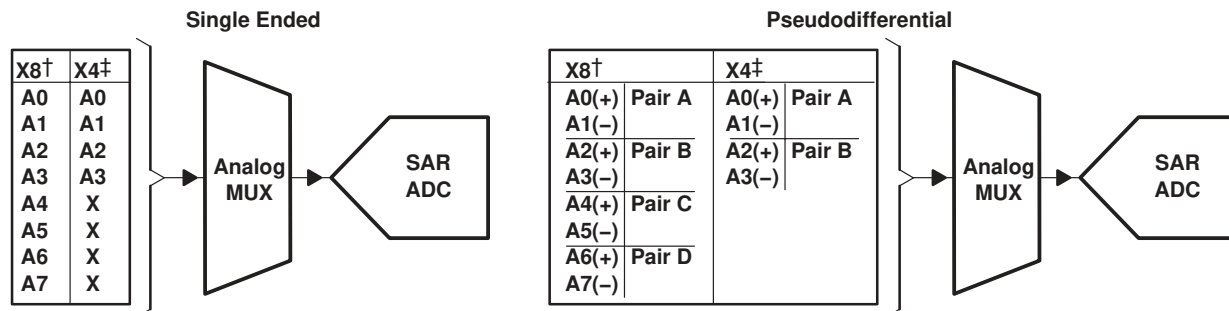 Single Ended
X8† X4‡
A0 A0
A1 A1
A2 A2
A3 A3
A4 X
A5 X
A6 X
A7 X
Analog
MUX
SAR
ADC
Pseudodifferential
X8† X4‡
A0(+) Pair A A0(+) Pair A
A1(−) A1(−)
A2(+) Pair B A2(+) Pair B
A3(−) A3(−)
A4(+) Pair C
A5(−)
A6(+) Pair D
A7(−)
Analog
MUX
SAR
ADC